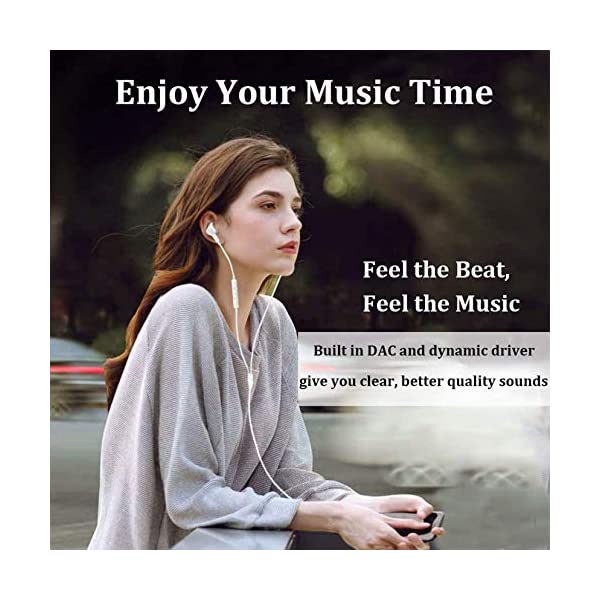 Enjoy Your Music Time
Feel the Beat,
Feel the Music
Built in DAC and dynamic driver
give you clear, better quality sounds